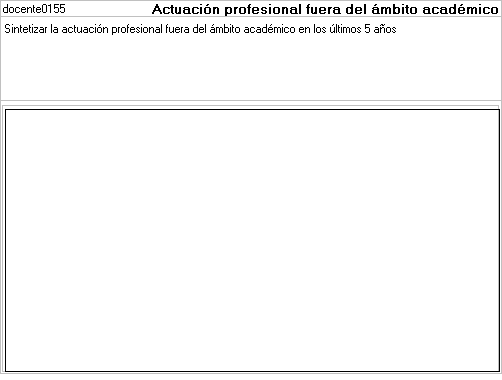 docente0155
Actuación profesional fuera del ámbito académico
Sintetizar la actuación profesional fuera del ámbito académico en los últimos 5 años